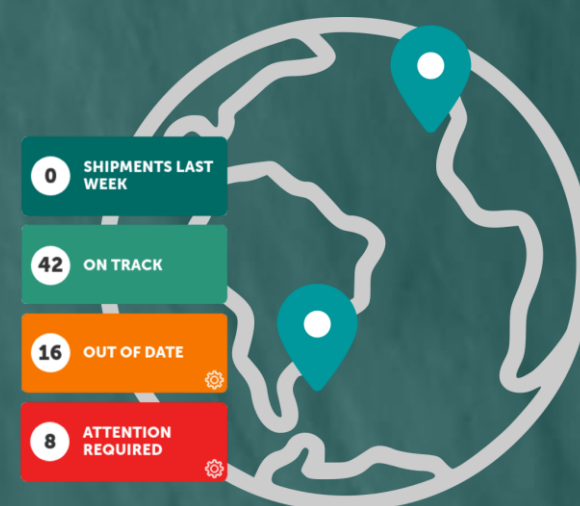 0
SHIPMENTS LAST
WEEK
42
ON TRACK
16
OUT OF DATE
8
ATTENTION
REQUIRED